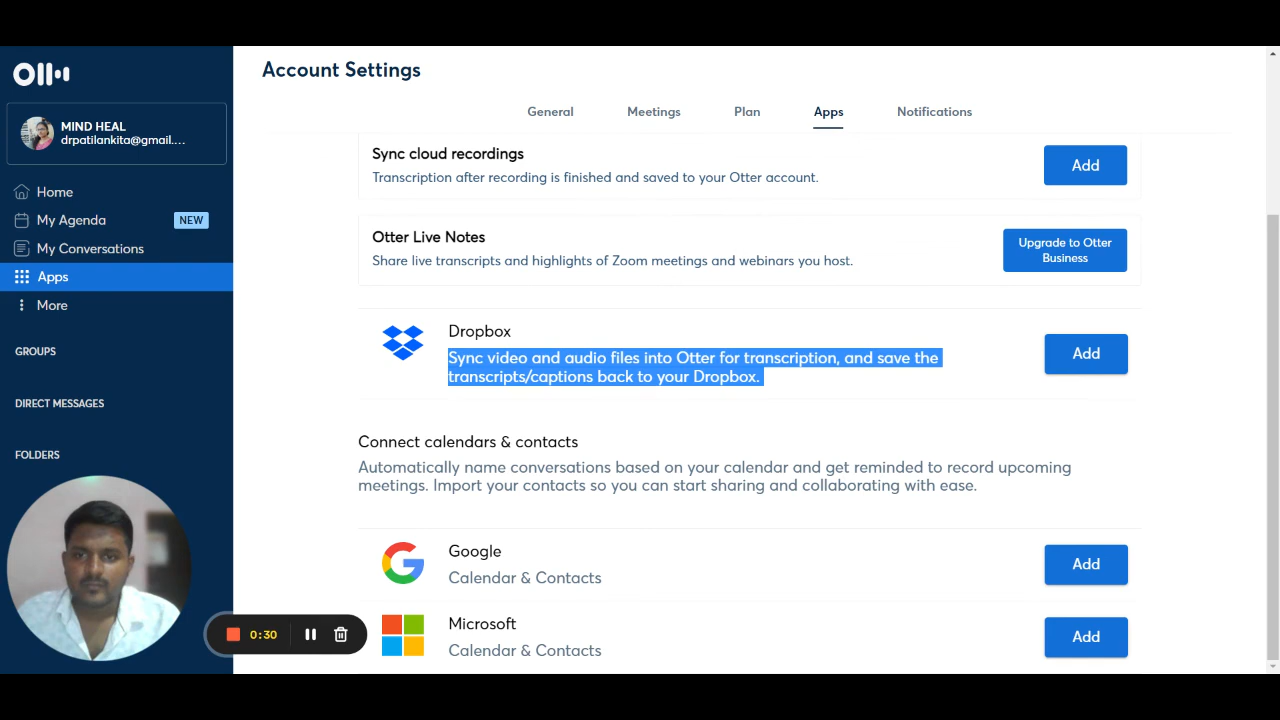 Account Settings
MIND HEAL
drpatilankita@gmail....
Home
My Agenda
NEW
My Conversations
Apps
More
GROUPS
DIRECT MESSAGES
FOLDERS
General
Meetings
Plan
Apps
Notifications
Sync cloud recordings
Transcription after recording is finished and saved to your Otter account.
Add
Otter Live Notes
Share live transcripts and highlights of Zoom meetings and webinars you host.
Upgrade to Otter
Business
Dropbox
Sync video and audio files into Otter for transcription, and save the
transcripts/captions back to your Dropbox.
Add
Connect calendars & contacts
Automatically name conversations based on your calendar and get reminded to record upcoming
meetings. Import your contacts so you can start sharing and collaborating with ease.
Google
Calendar & Contacts
Add
Microsoft
Calendar & Contacts
Add
0:30